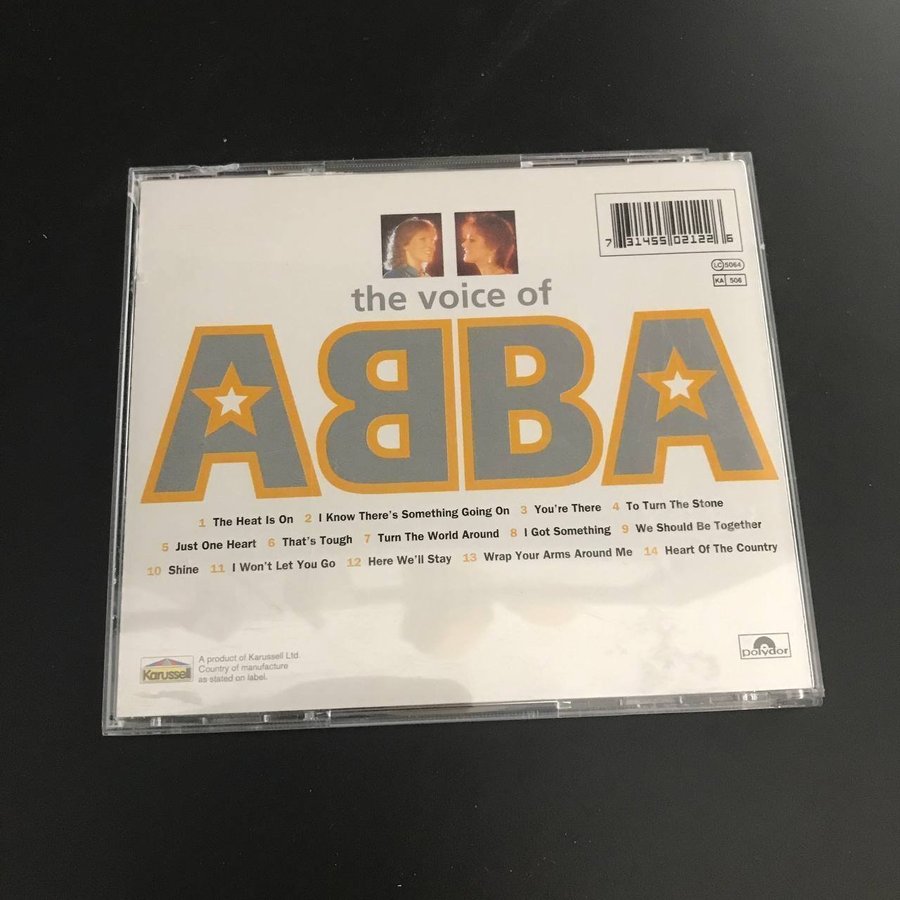 7 31455 02122 6
LC 5064
KA 506
the voice of
ABBA
1 The Heat Is On 2 I Know There's Something Going On 3 You're There 4 To Turn The Stone
5 Just One Heart 6 That's Tough 7 Turn The World Around 8 I Got Something 9 We Should Be Together
10 Shine 11 I Won't Let You Go 12 Here We'll Stay 13 Wrap Your Arms Around Me 14 Heart Of The Country
Karussell
A product of Karussell Ltd.
Country of manufacture
as stated on label.
polydor